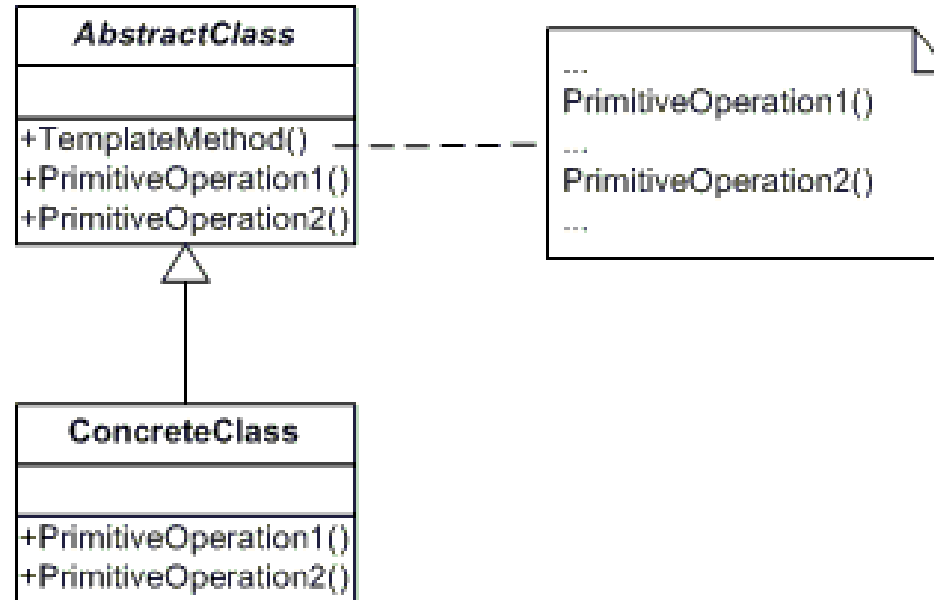 AbstractClass
+TemplateMethod()
+PrimitiveOperation1()
+PrimitiveOperation2()
...
PrimitiveOperation1()
...
PrimitiveOperation2()
...
ConcreteClass
+PrimitiveOperation1()
+PrimitiveOperation2()